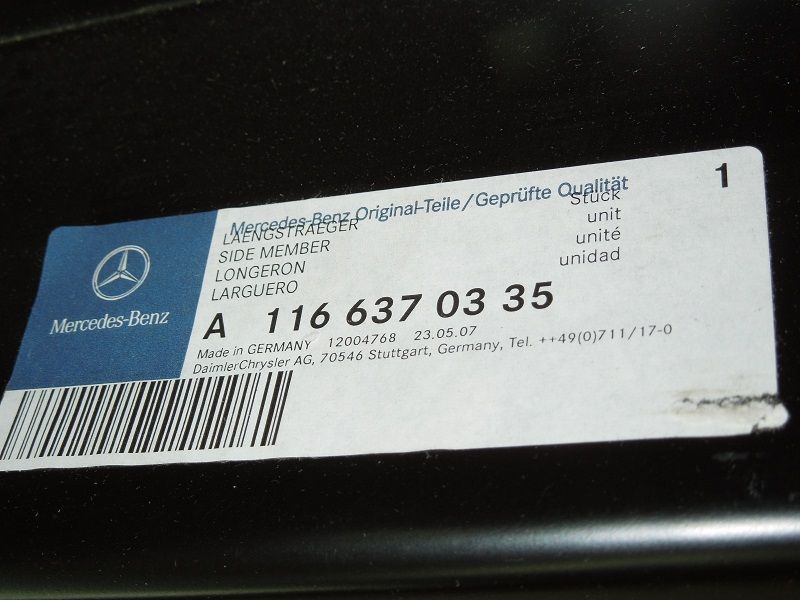 Mercedes-Benz Original-Teile/Geprüfte Qualität
1
LAENGSTRAEGER Stück
SIDE MEMBER unit
LONGERON unité
LARGUERO unidad
Mercedes-Benz
A 116 637 03 35
Made in GERMANY 12004768 23.05.07
DaimlerChrysler AG, 70546 Stuttgart, Germany, Tel. ++49(0)711/17-0